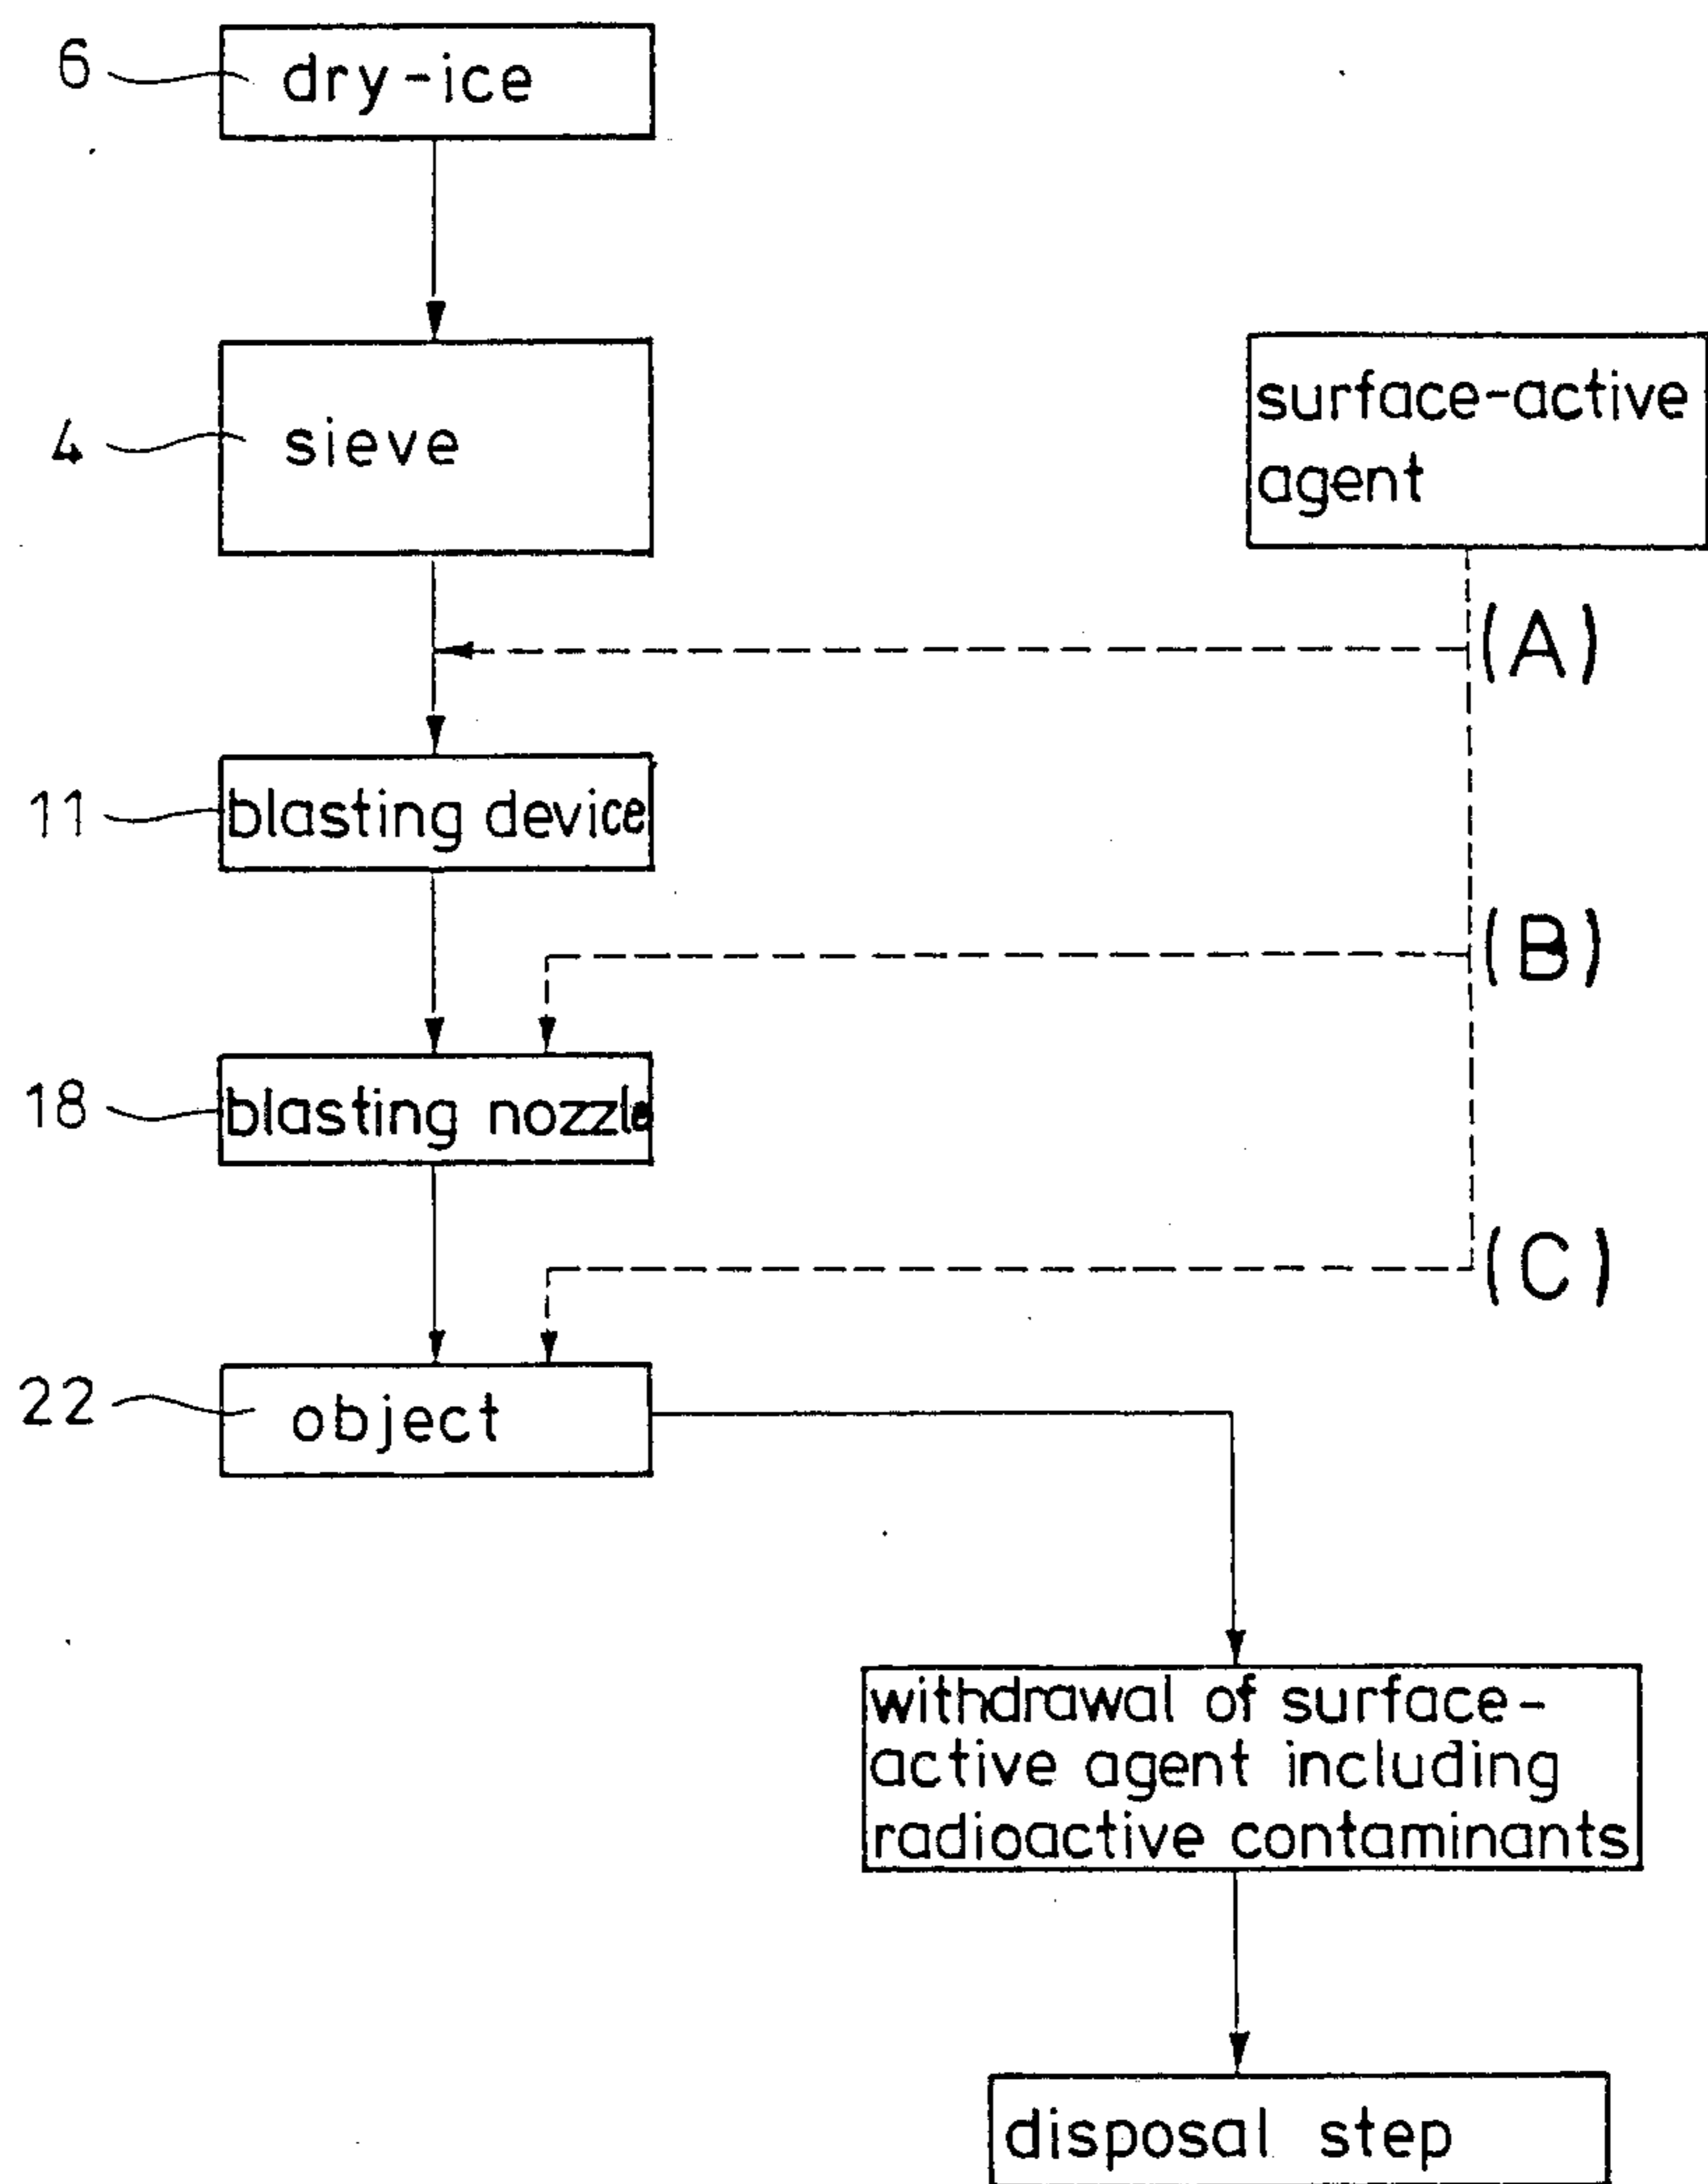 6 dry-ice
4 sieve
surface-active
agent
(A)
11 blasting device
(B)
18 blasting nozzle
(C)
22 object
withdrawal of surface-
active agent including
radioactive contaminants
disposal step